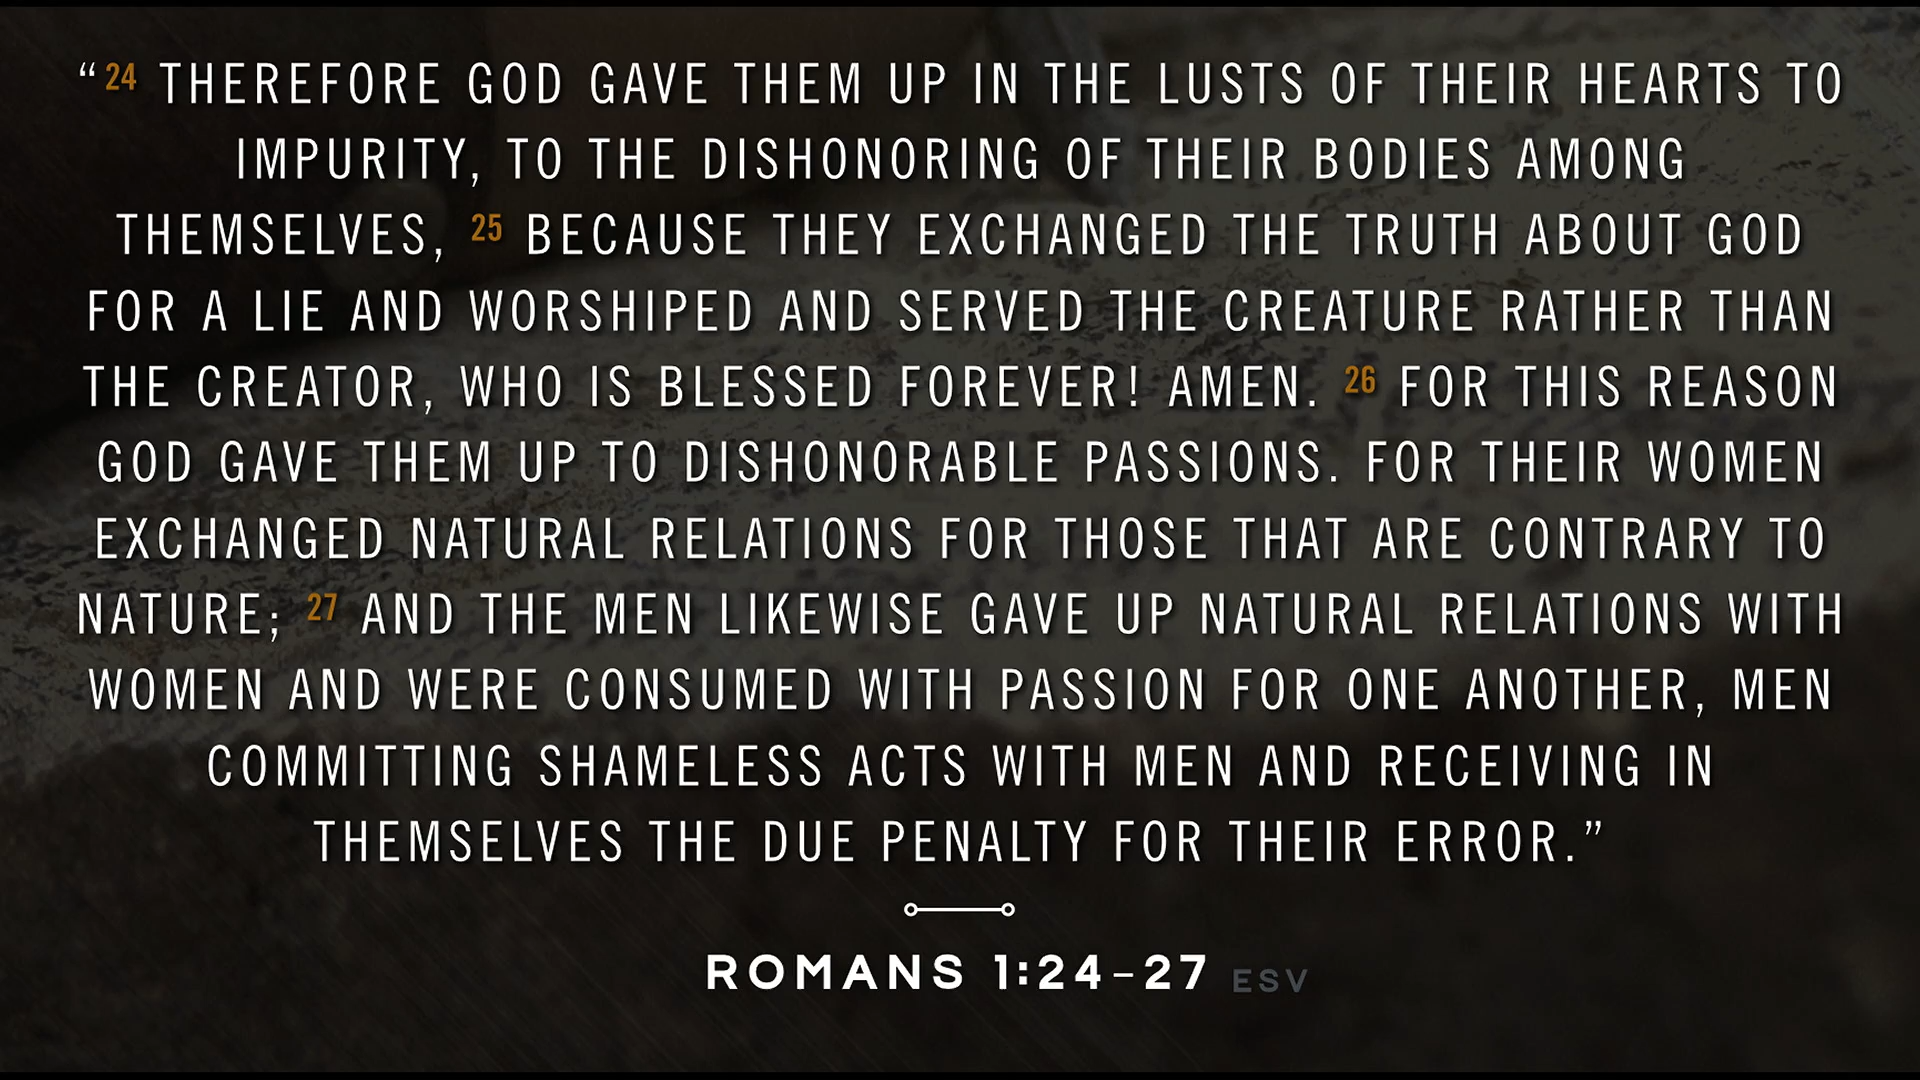 “24 THEREFORE GOD GAVE THEM UP IN THE LUSTS OF THEIR HEARTS TO
IMPURITY, TO THE DISHONORING OF THEIR BODIES AMONG
THEMSELVES, 25 BECAUSE THEY EXCHANGED THE TRUTH ABOUT GOD
FOR A LIE AND WORSHIPED AND SERVED THE CREATURE RATHER THAN
THE CREATOR, WHO IS BLESSED FOREVER! AMEN. 26 FOR THIS REASON
GOD GAVE THEM UP TO DISHONORABLE PASSIONS. FOR THEIR WOMEN
EXCHANGED NATURAL RELATIONS FOR THOSE THAT ARE CONTRARY TO
NATURE; 27 AND THE MEN LIKEWISE GAVE UP NATURAL RELATIONS WITH
WOMEN AND WERE CONSUMED WITH PASSION FOR ONE ANOTHER, MEN
COMMITTING SHAMELESS ACTS WITH MEN AND RECEIVING IN
THEMSELVES THE DUE PENALTY FOR THEIR ERROR.”
ROMANS 1:24–27 ESV